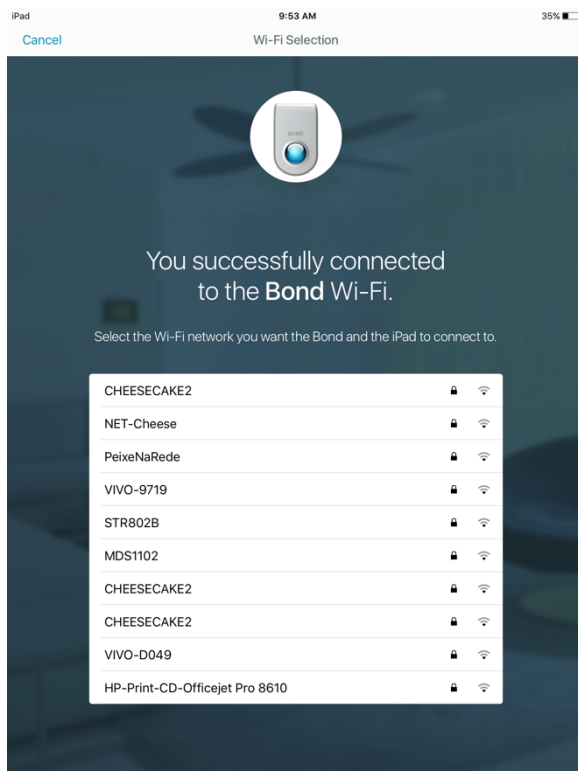 iPad 9:53 AM 35%
Cancel Wi-Fi Selection
BOND
You successfully connected
to the Bond Wi-Fi.
Select the Wi-Fi network you want the Bond and the iPad to connect to.
CHEESECAKE2
NET-Cheese
PeixeNaRede
VIVO-9719
STR802B
MDS1102
CHEESECAKE2
CHEESECAKE2
VIVO-D049
HP-Print-CD-Officejet Pro 8610